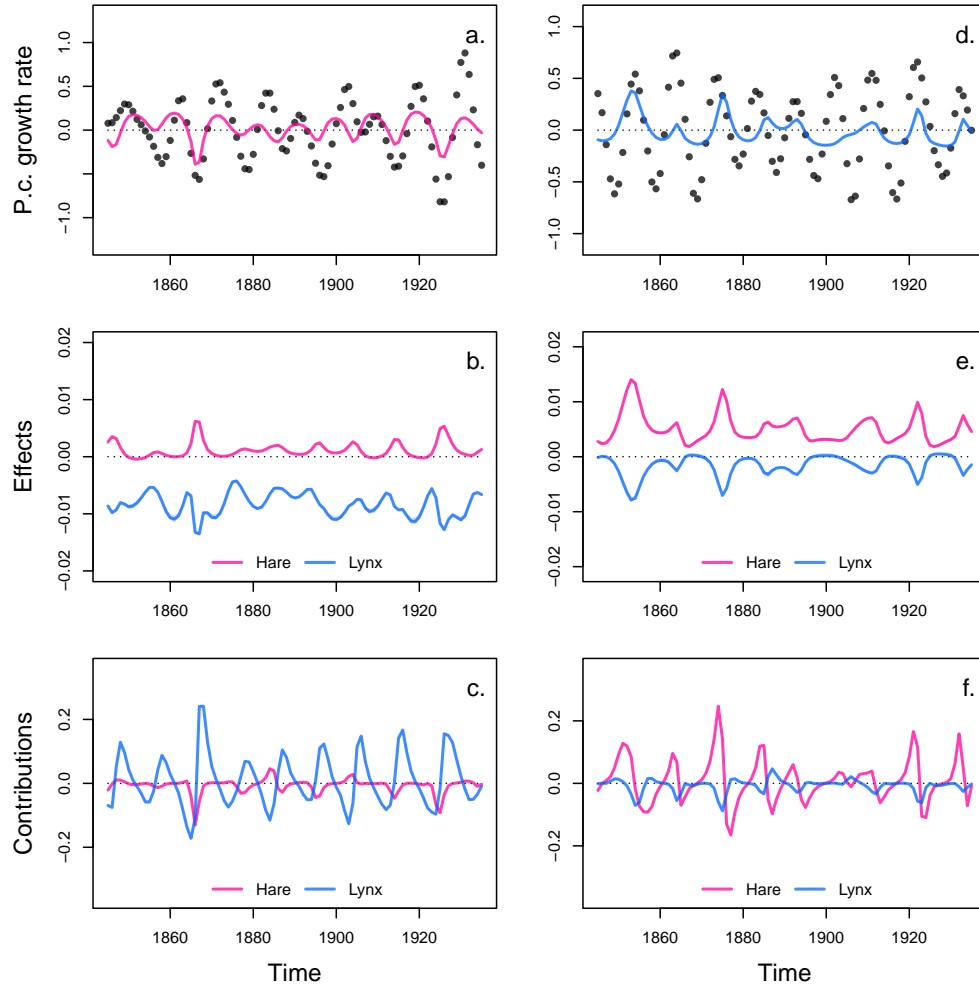 a.
P.c. growth rate
1.0
0.5
0.0
−1.0
1860 1880 1900 1920
d.
1.0
0.5
0.0
−0.5
−1.0
1860 1880 1900 1920
b.
Effects
0.02
0.01
0.00
−0.01
−0.02
Hare Lynx
1860 1880 1900 1920
e.
0.02
0.01
0.00
−0.01
−0.02
Hare Lynx
1860 1880 1900 1920
c.
Contributions
0.2
0.0
−0.2
Hare Lynx
1860 1880 1900 1920
Time
f.
0.2
0.0
−0.2
Hare Lynx
1860 1880 1900 1920
Time